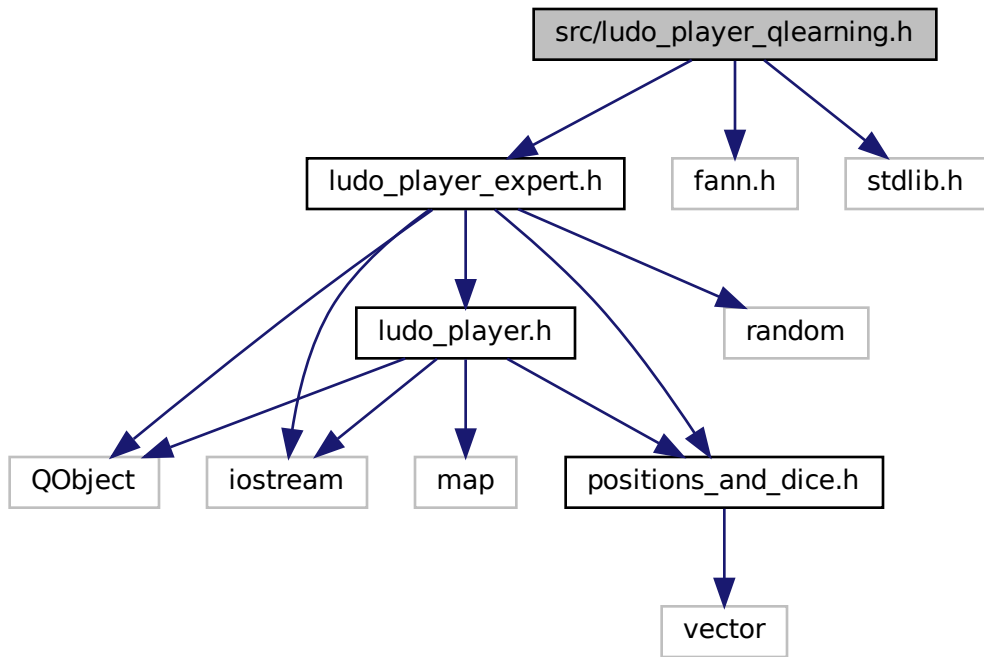 src/ludo_player_qlearning.h
ludo_player_expert.h
fann.h
stdlib.h
ludo_player.h
random
QObject
iostream
map
positions_and_dice.h
vector